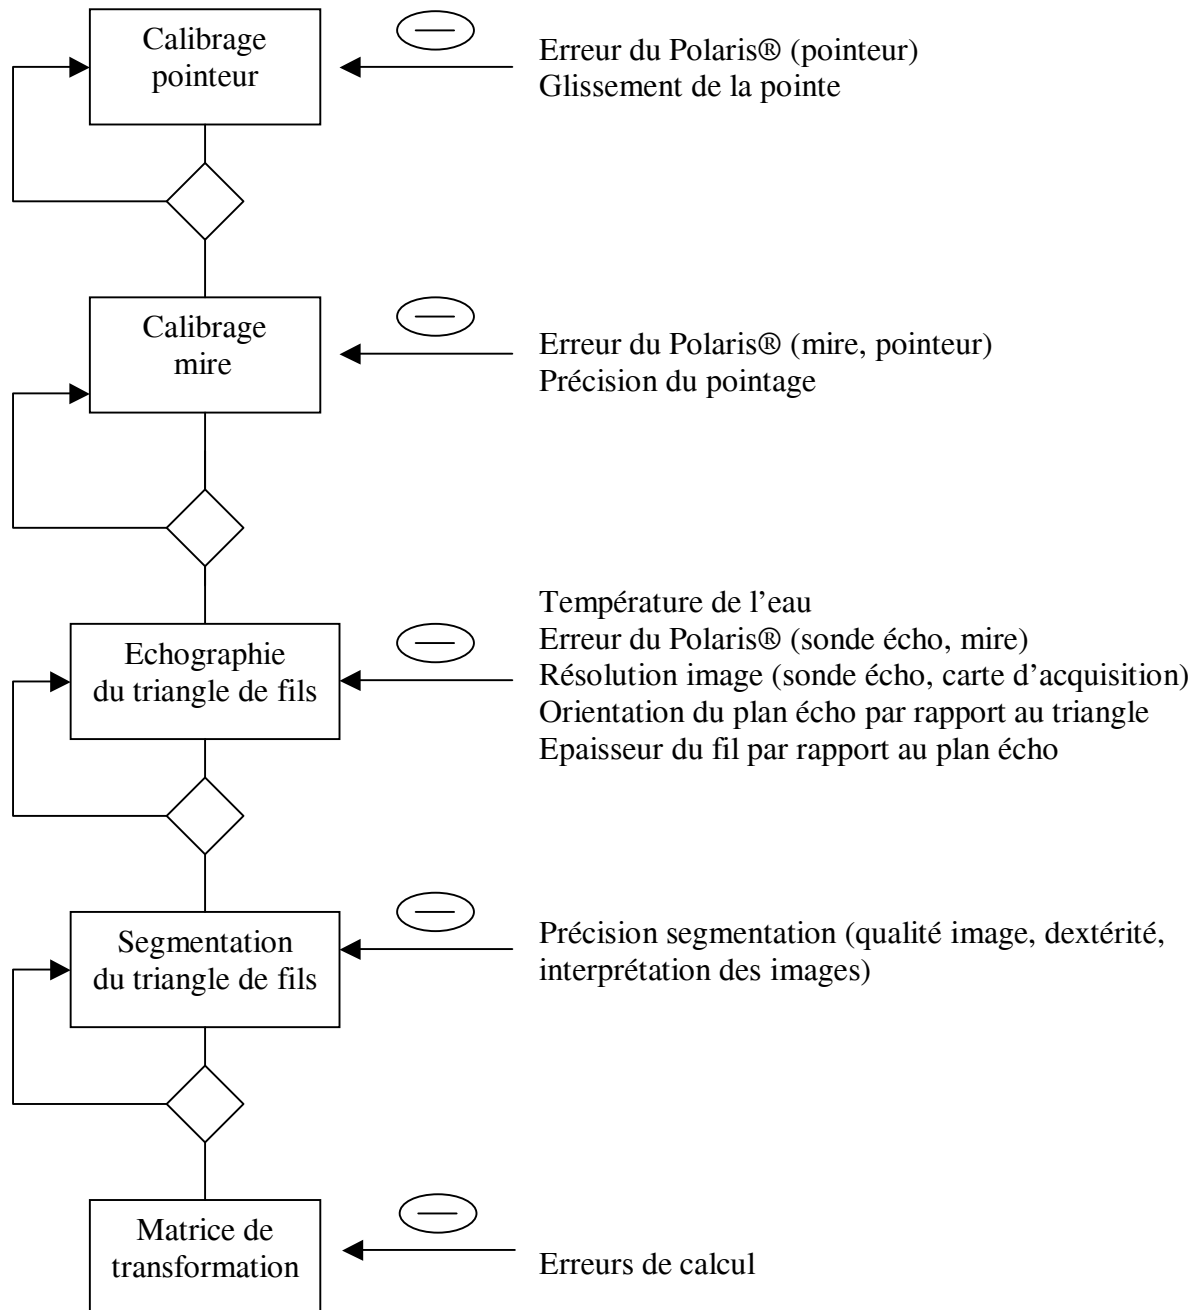 Calibrage
pointeur
Erreur du Polaris® (pointeur)
Glissement de la pointe
Calibrage
mire
Erreur du Polaris® (mire, pointeur)
Précision du pointage
Echographie
du triangle de fils
Température de l’eau
Erreur du Polaris® (sonde écho, mire)
Résolution image (sonde écho, carte d’acquisition)
Orientation du plan écho par rapport au triangle
Epaisseur du fil par rapport au plan écho
Segmentation
du triangle de fils
Précision segmentation (qualité image, dextérité,
interprétation des images)
Matrice de
transformation
Erreurs de calcul